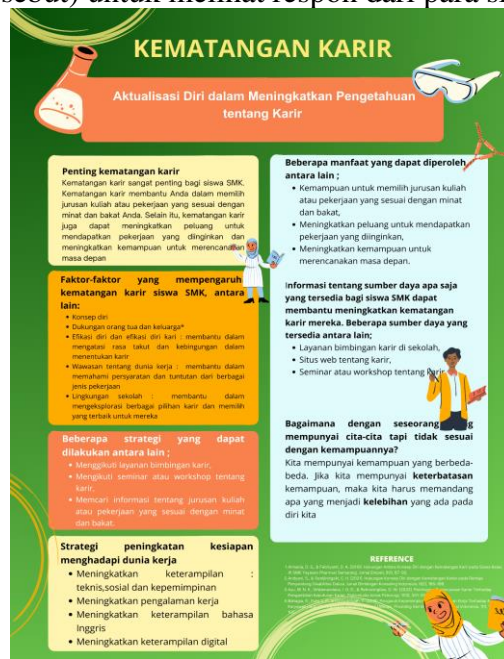 KEMATANGAN KARIR
Aktualisasi Diri dalam Meningkatkan Pengetahuan
tentang Karir
Penting kematangan karir
Kematangan karir sangat penting bagi siswa SMK.
Kematangan karir membantu Anda dalam memilih
jurusan kuliah atau pekerjaan yang sesuai dengan
minat dan bakat Anda. Selain itu, kematangan karir
juga dapat meningkatkan peluang untuk
mendapatkan pekerjaan yang diinginkan dan
meningkatkan kemampuan untuk merencanakan
masa depan
Faktor-faktor yang mempengaruh
kematangan karir siswa SMK, antara
lain:
• Konsep diri
• Dukungan orang tua dan keluarga*
• Efikasi diri dan efikasi diri kari : membantu dalam
mengatasi rasa takut dan kebingungan dalam
menentukan karir
• Wawasan tentang dunia kerja : membantu dalam
memahami persyaratan dan tuntutan dari berbagai
jenis pekerjaan
• Lingkungan sekolah : membantu dalam
mengeksplorasi berbagai pilihan karir dan memilih
yang terbaik untuk mereka
Beberapa strategi yang dapat
dilakukan antara lain ;
• Menggikuti layanan bimbingan karir,
• Mengikuti seminar atau workshop tentang
karir,
• Memcari informasi tentang jurusan kuliah
atau pekerjaan yang sesuai dengan minat
dan bakat.
Strategi peningkatan kesiapan
menghadapi dunia kerja
• Meningkatkan keterampilan :
teknis,sosial dan kepemimpinan
• Meningkatkan pengalaman kerja
• Meningkatkan keterampilan bahasa
Inggris
• Meningkatkan keterampilan digital
Beberapa manfaat yang dapat diperoleh
antara lain ;
• Kemampuan untuk memilih jurusan kuliah
atau pekerjaan yang sesuai dengan minat
dan bakat,
• Meningkatkan peluang untuk mendapatkan
pekerjaan yang diinginkan,
• Meningkatkan kemampuan untuk
merencanakan masa depan.
Informasi tentang sumber daya apa saja
yang tersedia bagi siswa SMK dapat
membantu meningkatkan kematangan
karir mereka. Beberapa sumber daya yang
tersedia antara lain;
• Layanan bimbingan karir di sekolah,
• Situs web tentang karir,
• Seminar atau workshop tentang karir
Bagaimana dengan seseorang
mempunyai cita-cita tapi tidak sesuai
dengan kemampuannya?
Kita mempunyai kemampuan yang berbeda-
beda. Jika kita mempunyai keterbatasan
kemampuan, maka kita harus memandang
apa yang menjadi kelebihan yang ada pada
diri kita
REFERENCE